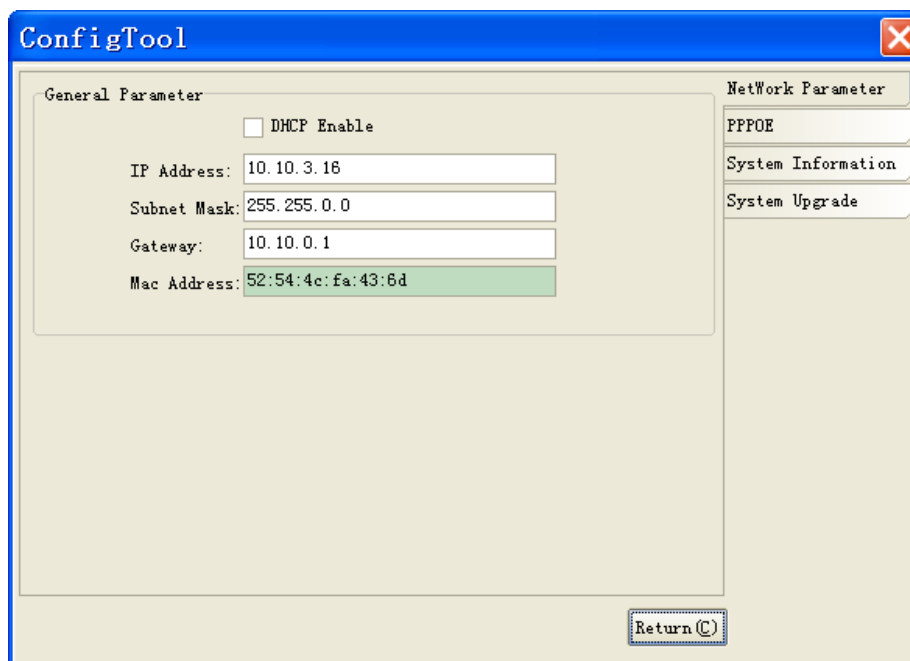 ConfigTool
General Parameter
DHCP Enable
IP Address: 10.10.3.16
Subnet Mask: 255.255.0.0
Gateway: 10.10.0.1
Mac Address: 52:54:4c:fa:43:6d
NetWork Parameter
PPPOE
System Information
System Upgrade
Return(C)